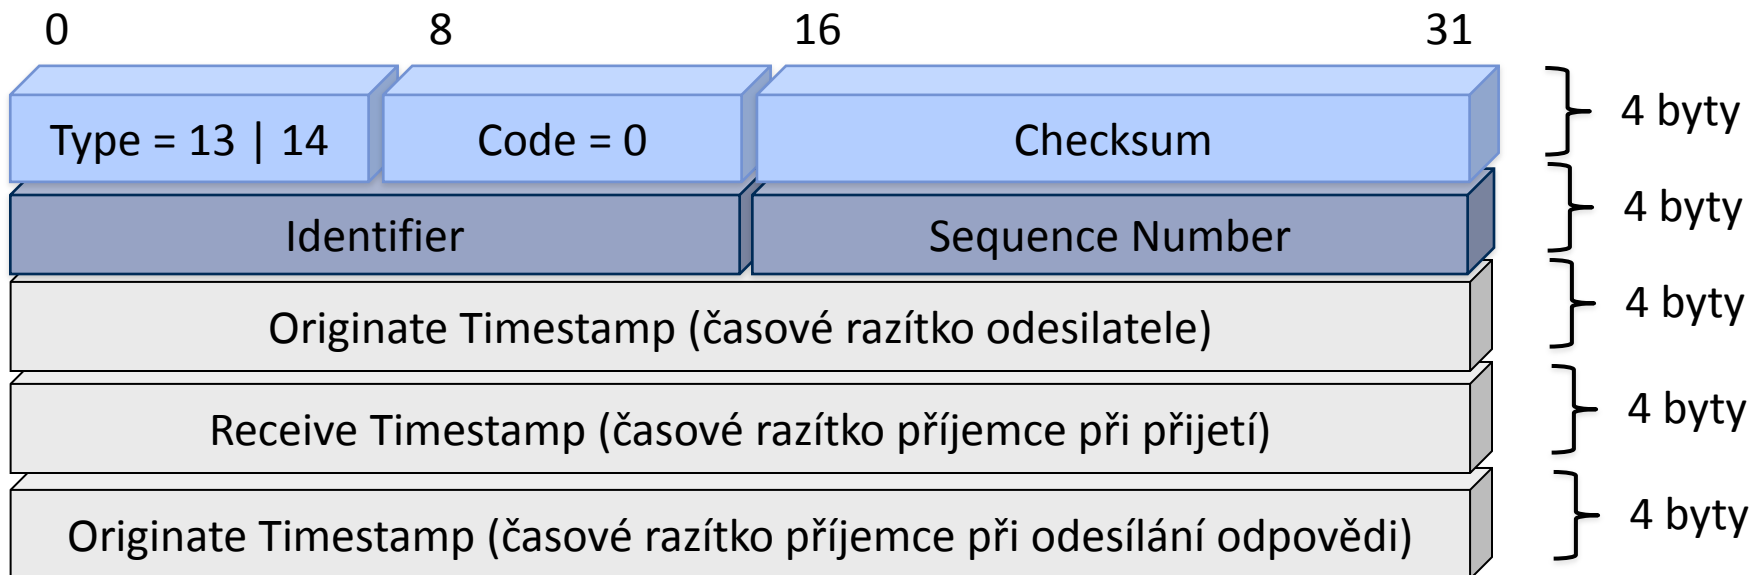 0 8 16 31
Type = 13 | 14 Code = 0 Checksum 4 byty
Identifier Sequence Number 4 byty
Originate Timestamp (časové razítko odesilatele) 4 byty
Receive Timestamp (časové razítko příjemce při přijetí) 4 byty
Originate Timestamp (časové razítko příjemce při odesílání odpovědi) 4 byty